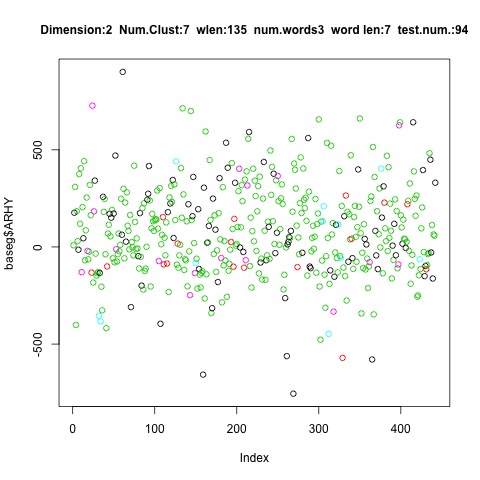 Dimension:2 Num.Clust:7 wlen:135 num.words3 word len:7 test.num.:94
500
0
-500
baseg$ARHY
0 100 200 300 400
Index